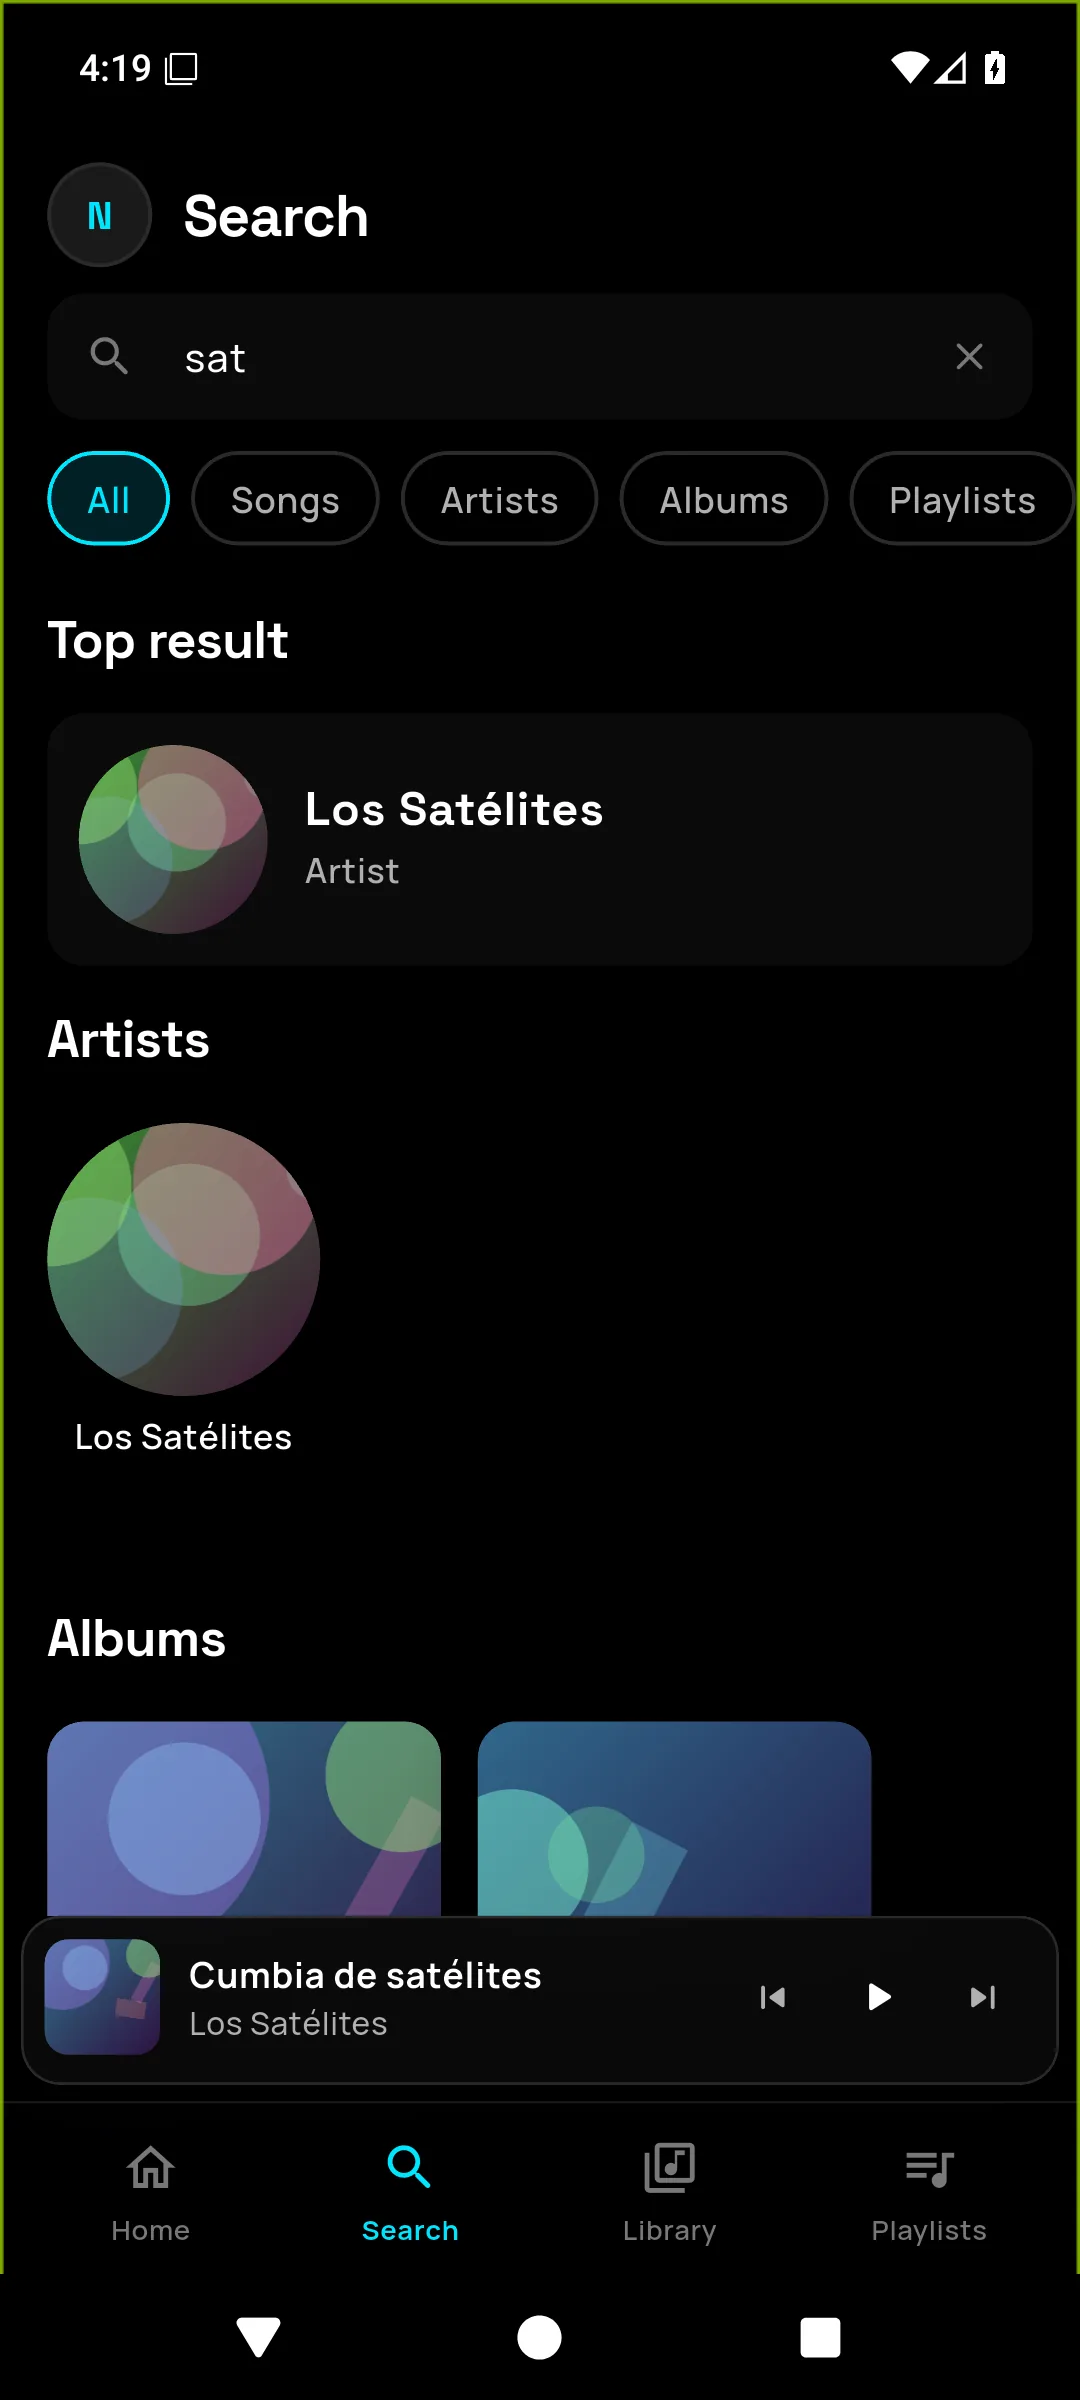 4:19
N
Search
sat
All
Songs
Artists
Albums
Playlists
Top result
Los Satélites
Artist
Artists
Los Satélites
Albums
Cumbia de satélites
Los Satélites
Home
Search
Library
Playlists